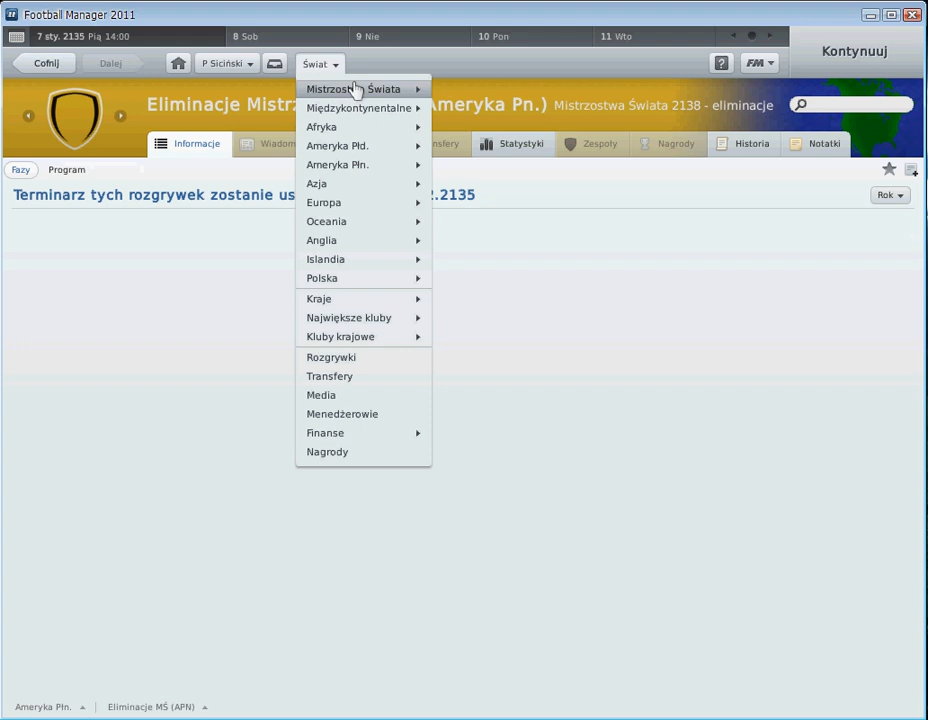 Football Manager 2011
7 sty. 2135 Pią 14:00
8 Sob
9 Nie
10 Pon
11 Wto
Kontynuuj
Cofnij
Dalej
P Siciński
Świat
FM
Eliminacje Mistrz
Ameryka Pn.)
Mistrzostwa Świata 2138 - eliminacje
Informacje
Wiadom
sfery
Statystyki
Zespoły
Nagrody
Historia
Notatki
Fazy
Program
Terminarz tych rozgrywek zostanie us
.2135
Rok
Mistrzostw Świata
Międzykontynentalne
Afryka
Ameryka Płd.
Ameryka Płn.
Azja
Europa
Oceania
Anglia
Islandia
Polska
Kraje
Największe kluby
Kluby krajowe
Rozgrywki
Transfery
Media
Menedżerowie
Finanse
Nagrody
Ameryka Płn.
Eliminacje MŚ (APN)